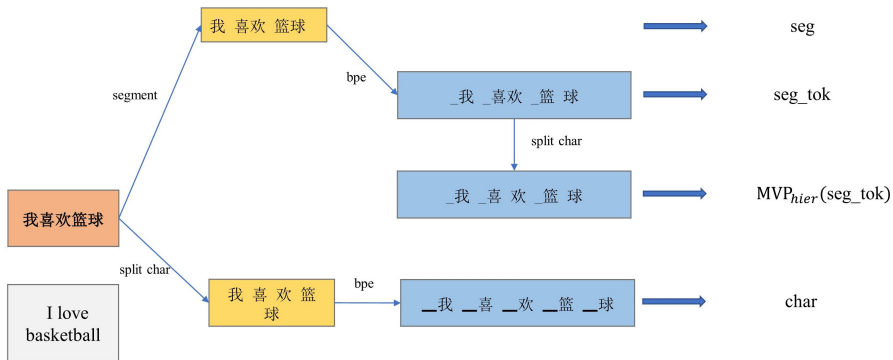 我 喜欢 篮球
seg
segment
bpe
_我 _喜欢 _篮 球
seg_tok
split char
_我 _喜 欢 _篮 球
MVP_hier(seg_tok)
我喜欢篮球
split char
我 喜 欢 篮
球
bpe
_我 _喜 _欢 _篮 _球
char
I love
basketball